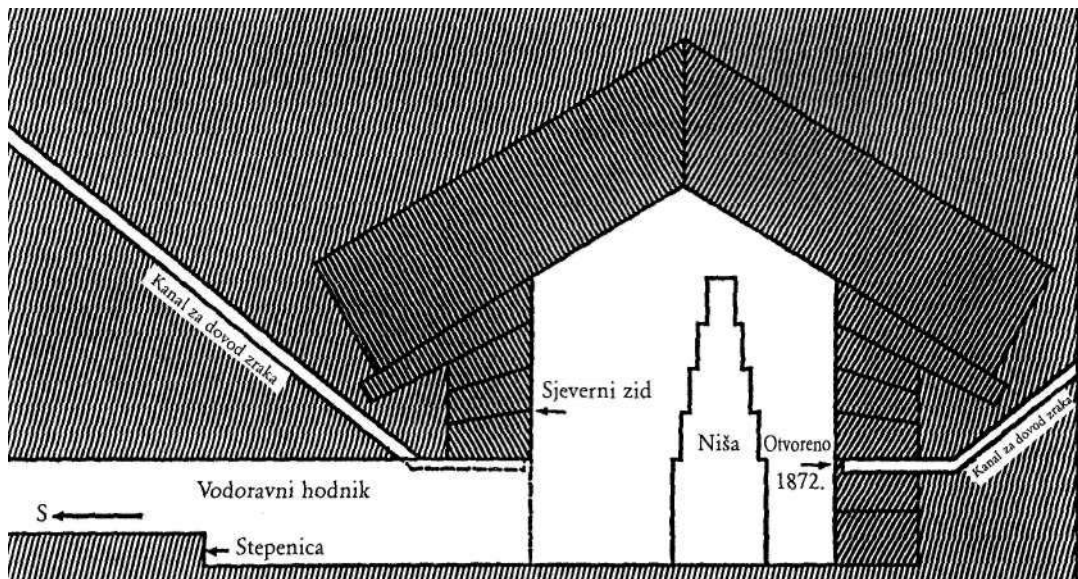 Kanal za dovod zraka
Sjeverni zid
Niša
Otvoreno
1872.
Kanal za dovod zraka
Vodoravni hodnik
S
Stepenica